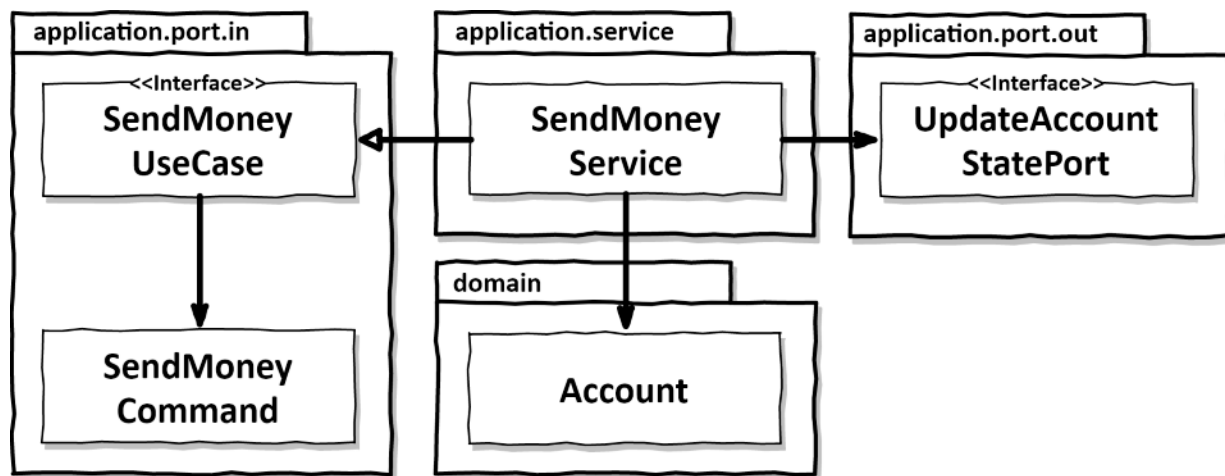 application.port.in
<<Interface>>
SendMoney
UseCase
SendMoney
Command
application.service
SendMoney
Service
domain
Account
application.port.out
<<Interface>>
UpdateAccount
StatePort